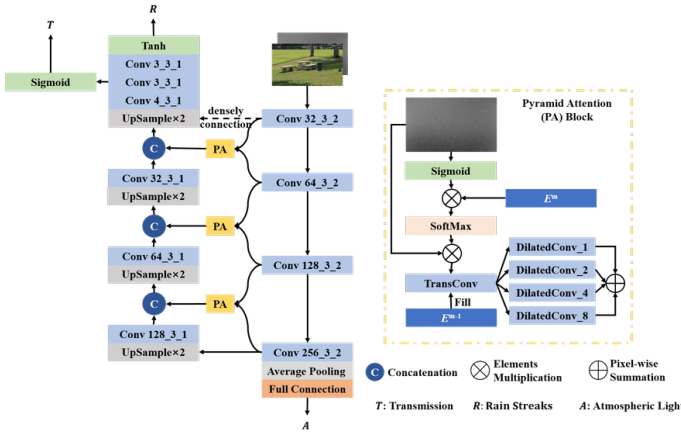 T
R
Tanh
Conv 3_3_1
Conv 3_3_1
Conv 4_3_1
UpSample×2
Sigmoid
densely
connection
Conv 32_3_2
C
PA
Conv 32_3_1
UpSample×2
Conv 64_3_2
C
PA
Conv 64_3_1
UpSample×2
Conv 128_3_2
C
PA
Conv 128_3_1
UpSample×2
Conv 256_3_2
Average Pooling
Full Connection
A
Pyramid Attention
(PA) Block
Sigmoid
E^m
SoftMax
TransConv
Fill
E^m-1
DilatedConv_1
DilatedConv_2
DilatedConv_4
DilatedConv_8
C Concatenation
Elements
Multiplication
Pixel-wise
Summation
T: Transmission
R: Rain Streaks
A: Atmospheric Light